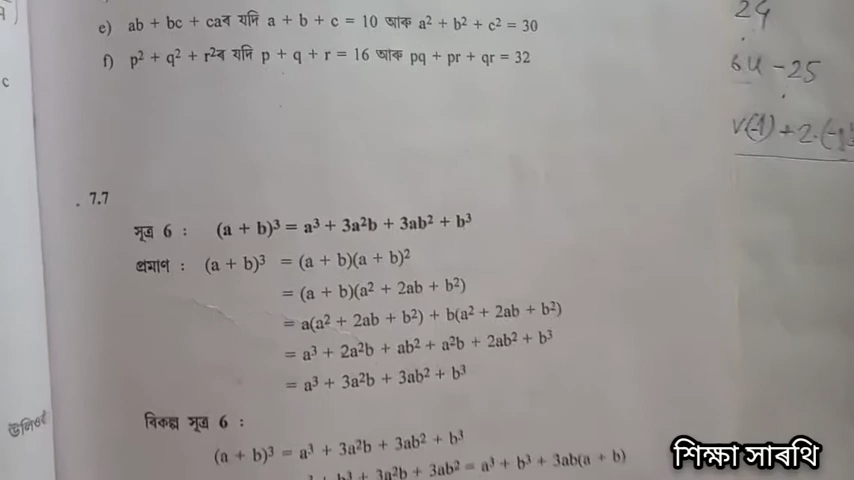 e) ab + bc + caৰ যদি a + b + c = 10 আৰু a² + b² + c² = 30
f) p² + q² + r²ৰ যদি p + q + r = 16 আৰু pq + pr + qr = 32
24
64 - 25
c
7.7
সূত্ৰ 6 : (a + b)³ = a³ + 3a²b + 3ab² + b³
প্ৰমাণ : (a + b)³ = (a + b)(a + b)²
= (a + b)(a² + 2ab + b²)
= a(a² + 2ab + b²) + b(a² + 2ab + b²)
= a³ + 2a²b + ab² + a²b + 2ab² + b³
= a³ + 3a²b + 3ab² + b³
বিকল্প সূত্ৰ 6 :
(a + b)³ = a³ + 3a²b + 3ab² + b³
+ 3a²b + 3ab² = a³ + b³ + 3ab(a + b)
শিক্ষা সাৰথি